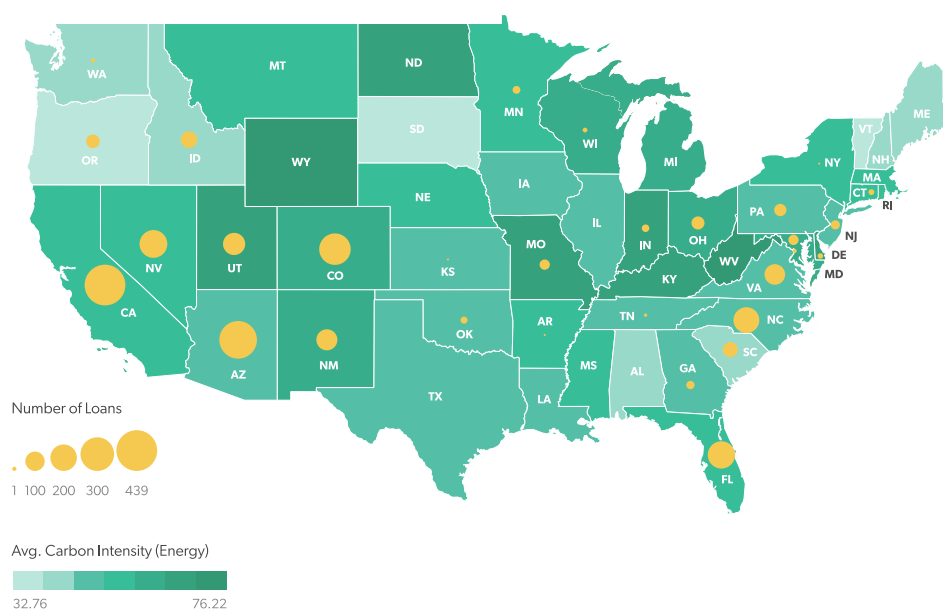 WA
MT
ND
MN
ME
VT
NH
OR
ID
SD
WI
MI
NY
MA
CT
RI
WY
IA
NE
IL
IN
OH
PA
NJ
NV
UT
CO
KS
MO
KY
WV
DE
MD
VA
CA
AZ
NM
OK
AR
TN
NC
SC
TX
LA
MS
AL
GA
FL
Number of Loans
1 100 200 300 439
Avg. Carbon Intensity (Energy)
32.76 76.22